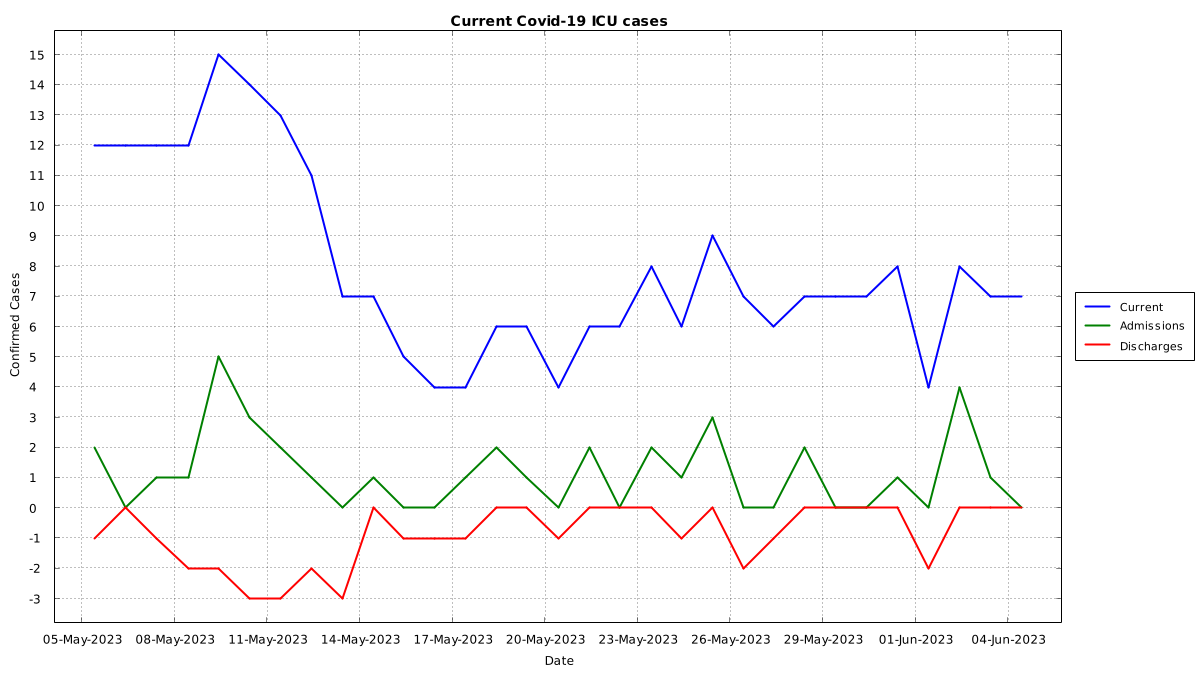 Current Covid-19 ICU cases
Confirmed Cases
15
14
13
12
11
10
9
8
7
6
5
4
3
2
1
0
-1
-2
-3
05-May-2023 08-May-2023 11-May-2023 14-May-2023 17-May-2023 20-May-2023 23-May-2023 26-May-2023 29-May-2023 01-Jun-2023 04-Jun-2023
Date
Current
Admissions
Discharges